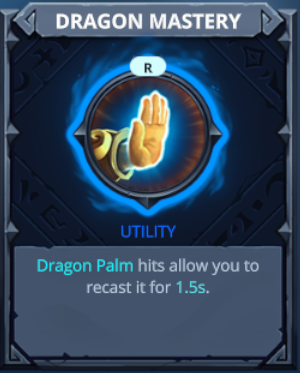 DRAGON MASTERY
R
UTILITY
Dragon Palm hits allow you to
recast it for 1.5s.